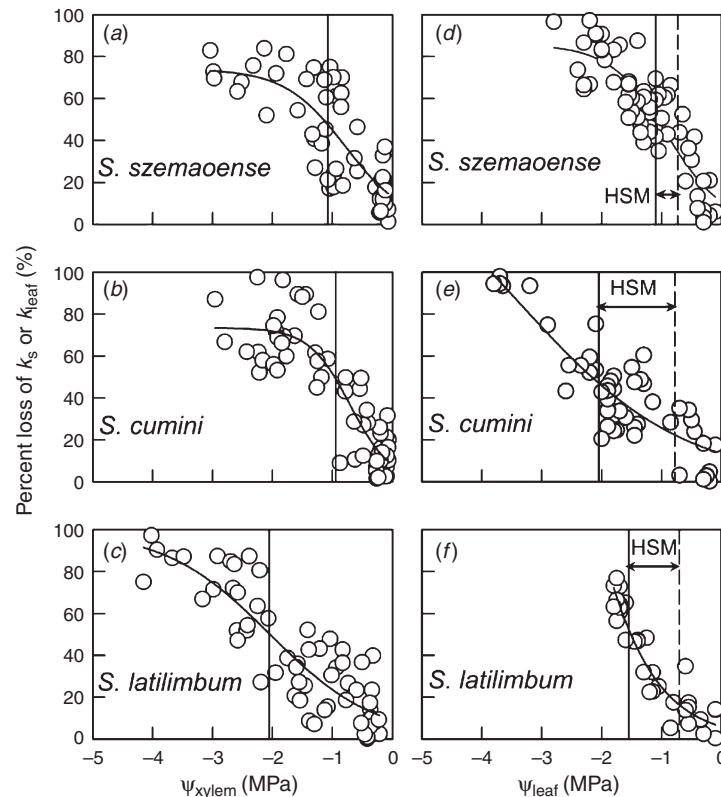 Percent loss of kₛ or k_leaf (%)
(a)
S. szemaoense
100
80
60
40
20
0
(d)
S. szemaoense
HSM
(b)
S. cumini
100
80
60
40
20
0
(e)
S. cumini
HSM
(c)
S. latilimbum
100
80
60
40
20
0
(f)
S. latilimbum
HSM
−5 −4 −3 −2 −1 0
−5 −4 −3 −2 −1 0
ψxylem (MPa)
ψleaf (MPa)